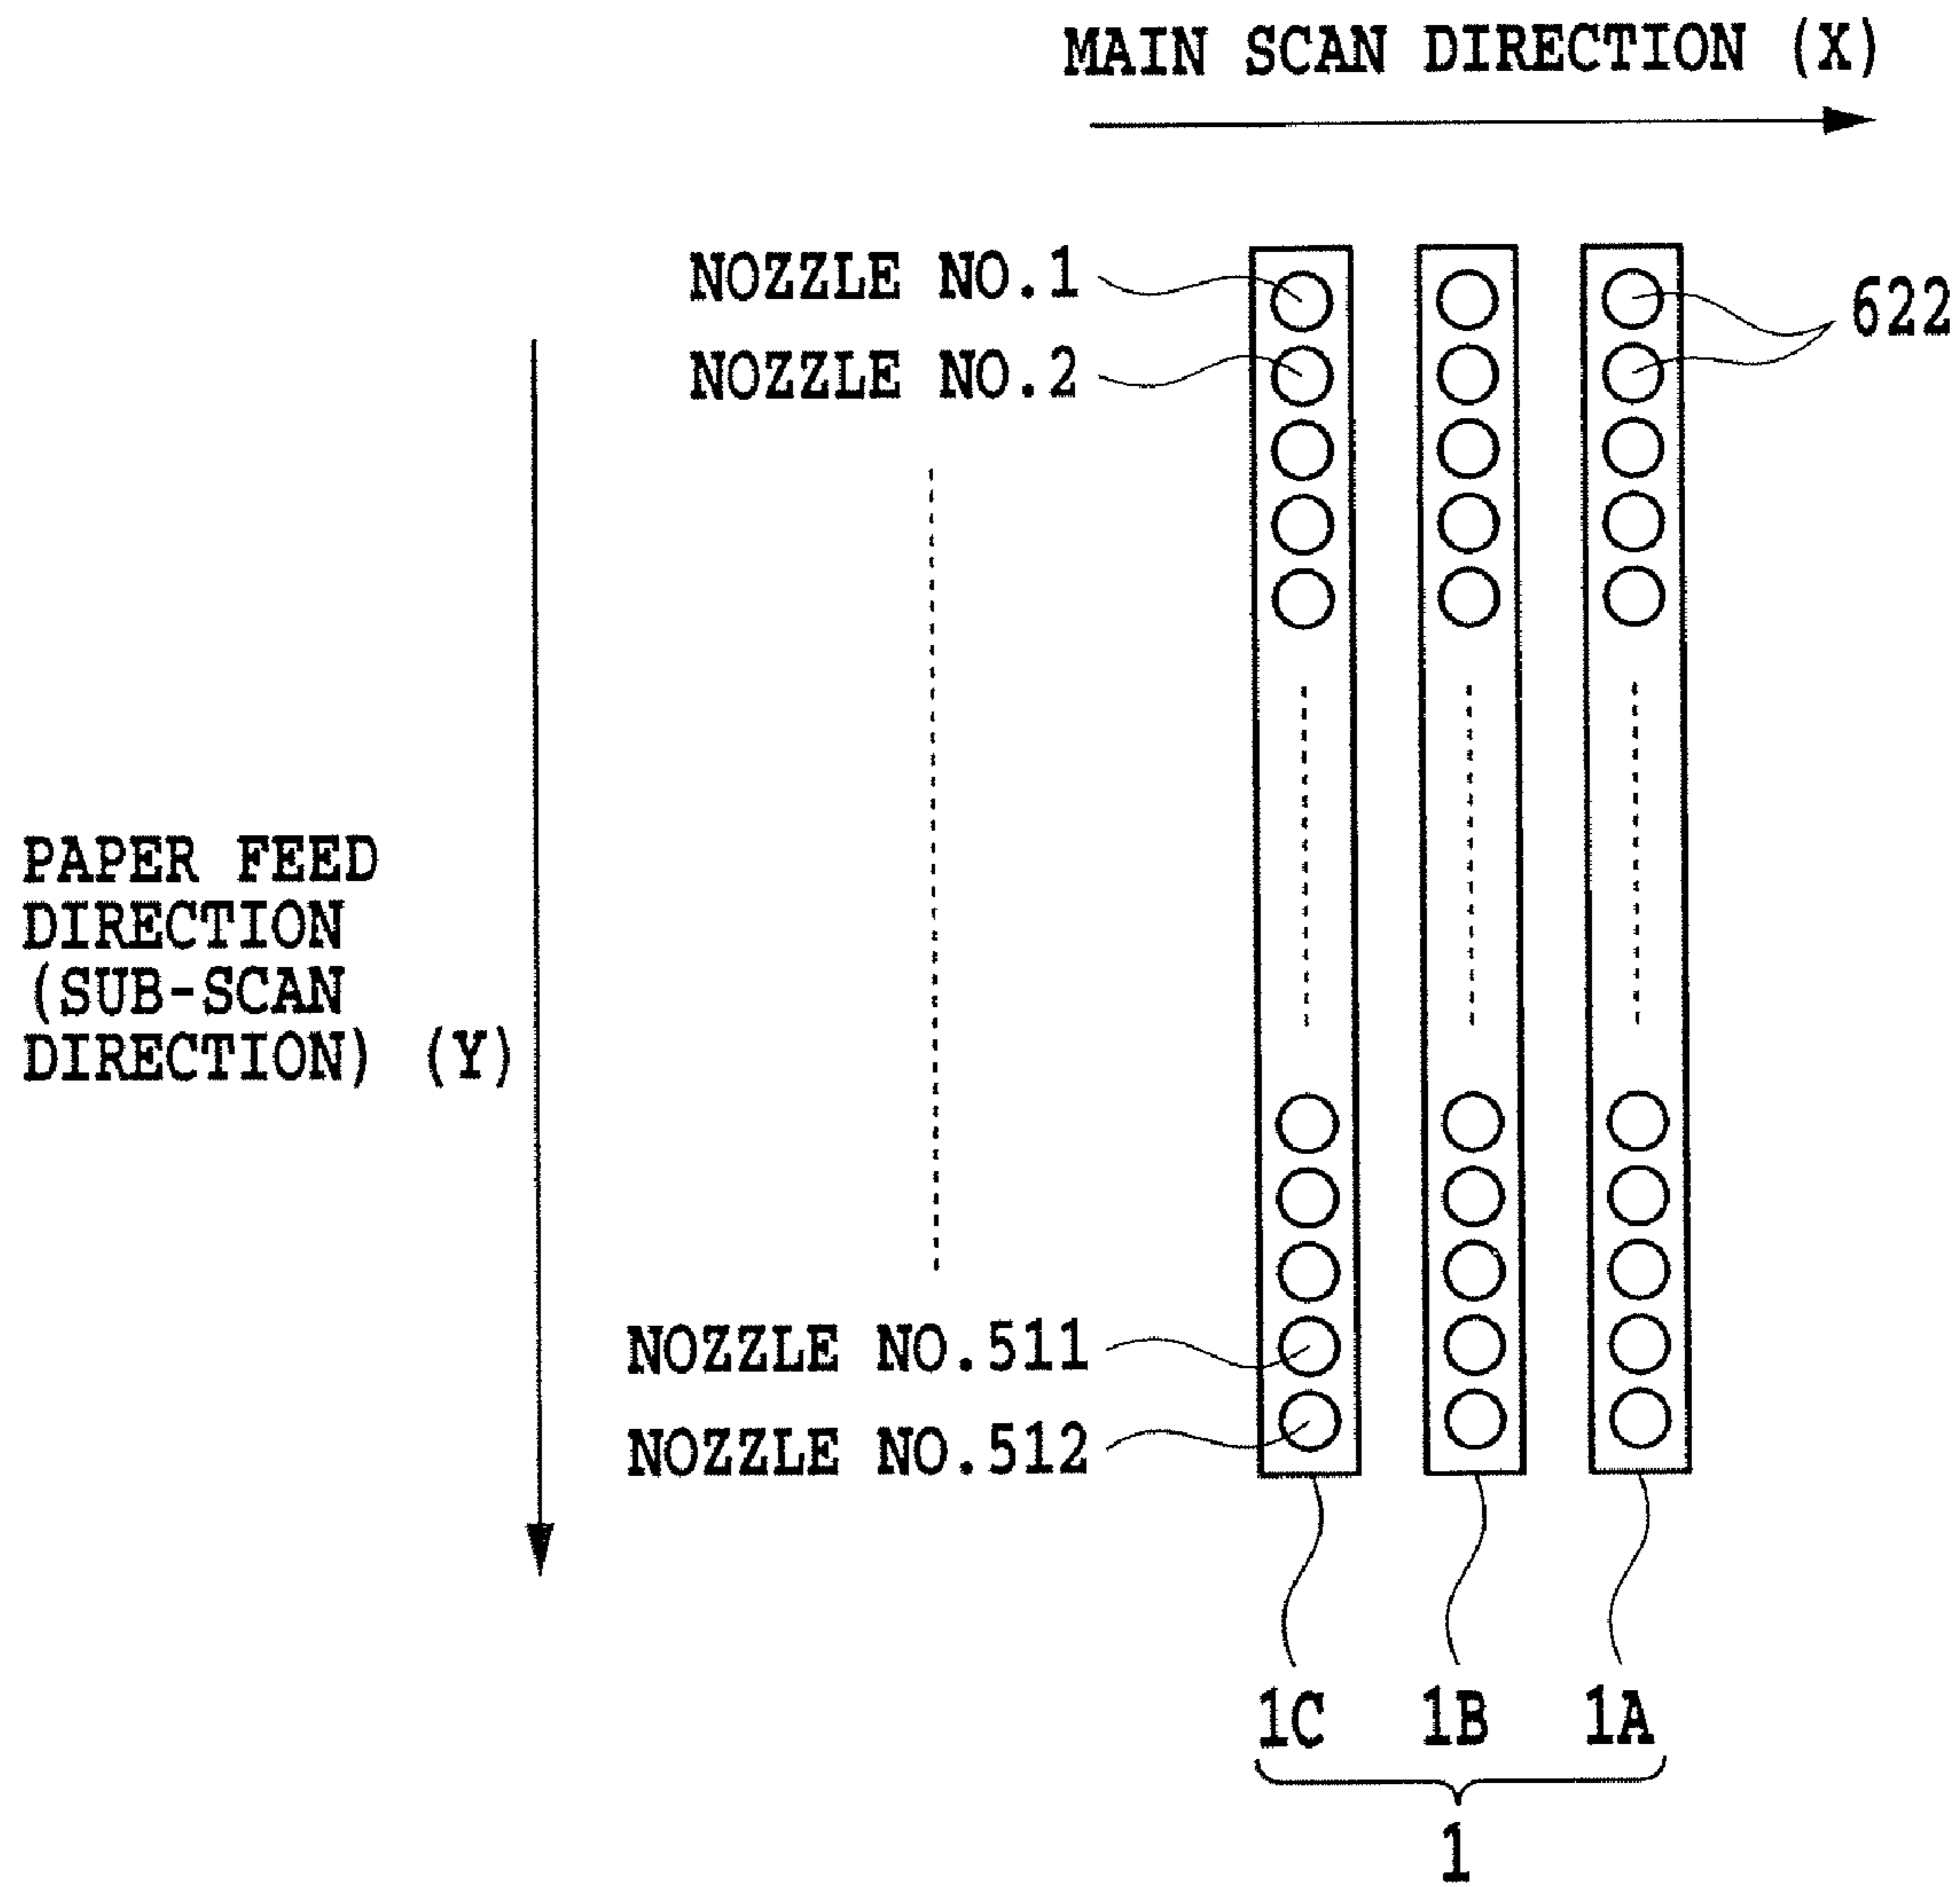 MAIN SCAN DIRECTION (X)
NOZZLE NO.1
622
NOZZLE NO.2
PAPER FEED
DIRECTION
(SUB-SCAN
DIRECTION) (Y)
NOZZLE NO.511
NOZZLE NO.512
1C 1B 1A
1